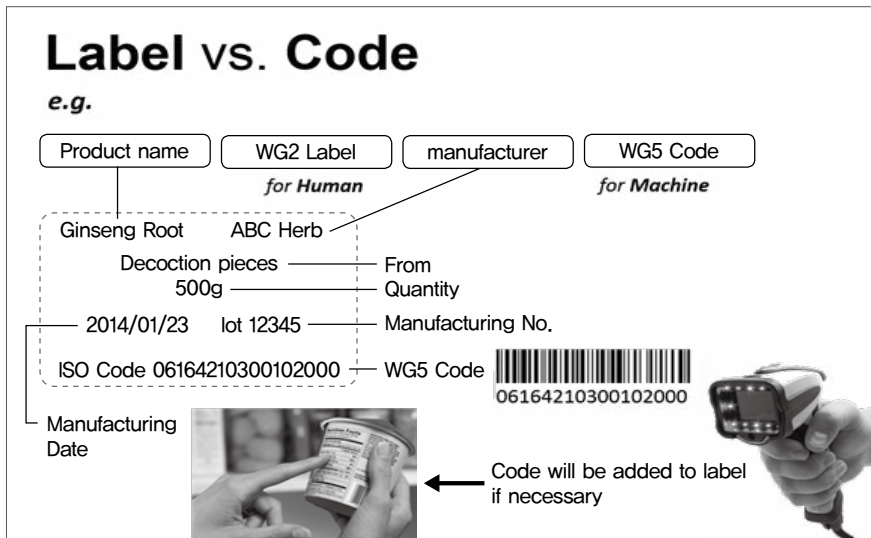 Label vs. Code
e.g.
Product name WG2 Label manufacturer WG5 Code
for Human for Machine
Ginseng Root ABC Herb
Decoction pieces From
500g Quantity
2014/01/23 lot 12345 Manufacturing No.
ISO Code 06164210300102000 WG5 Code
06164210300102000
Manufacturing
Date
Nutrition Facts
Code will be added to label
if necessary